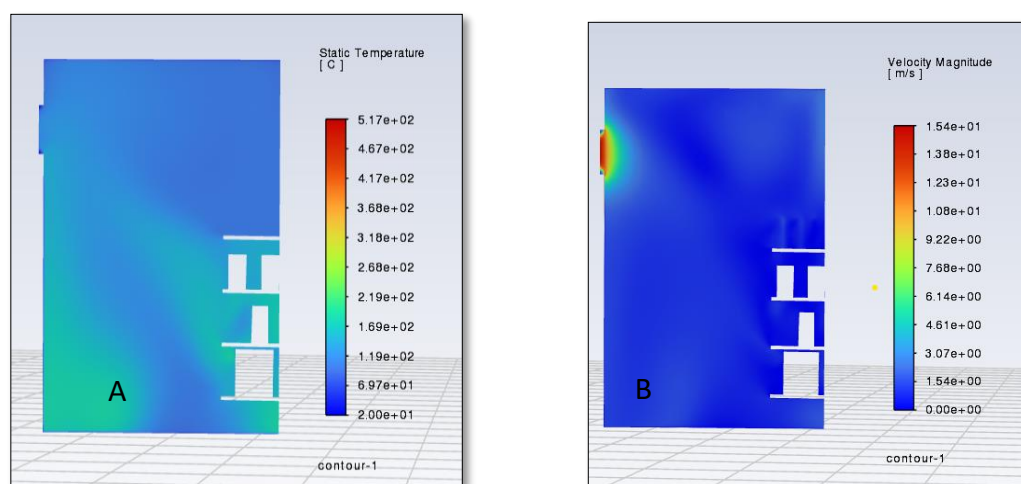 Static Temperature
[ C ]
5.17e+02
4.67e+02
4.17e+02
3.68e+02
3.18e+02
2.68e+02
2.19e+02
1.69e+02
1.19e+02
6.97e+01
2.00e+01
A
contour-1
Velocity Magnitude
[ m/s ]
1.54e+01
1.38e+01
1.23e+01
1.08e+01
9.22e+00
7.68e+00
6.14e+00
4.61e+00
3.07e+00
1.54e+00
0.00e+00
B
contour-1